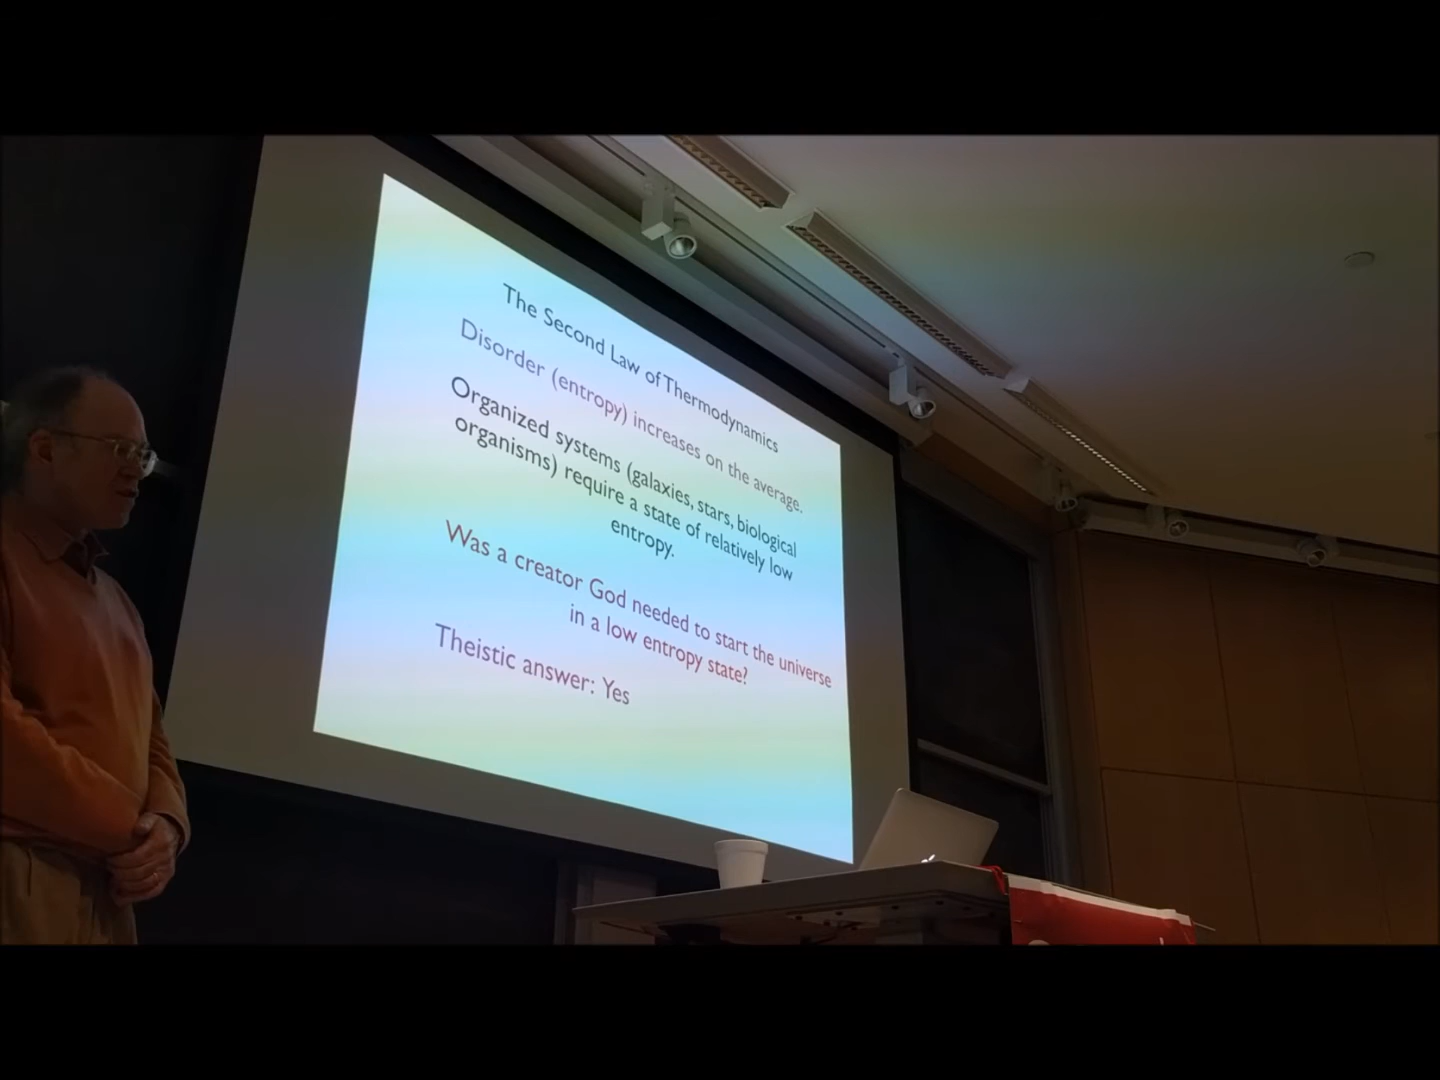 The Second Law of Thermodynamics
Disorder (entropy) increases on the average.
Organized systems (galaxies, stars, biological
organisms) require a state of relatively low
entropy.
Was a creator God needed to start the universe
in a low entropy state?
Theistic answer: Yes